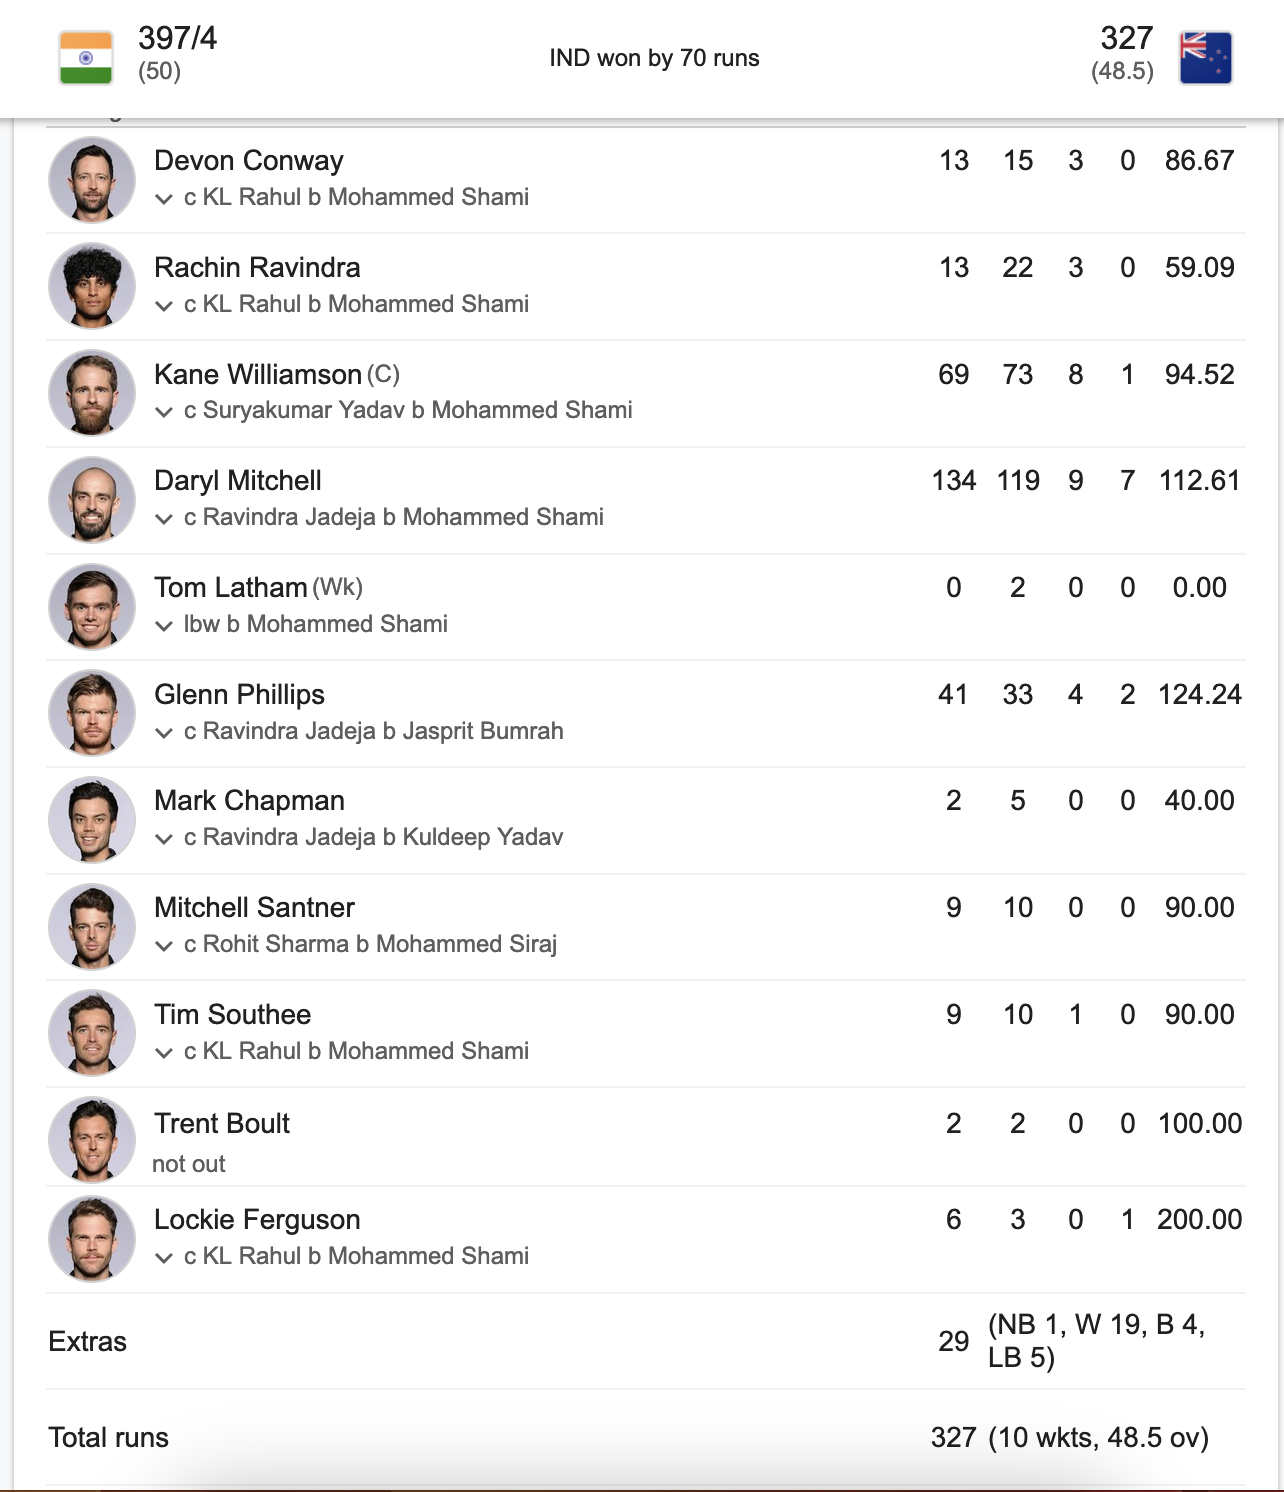 397/4
(50)
IND won by 70 runs
327
(48.5)
Devon Conway 13 15 3 0 86.67
c KL Rahul b Mohammed Shami
Rachin Ravindra 13 22 3 0 59.09
c KL Rahul b Mohammed Shami
Kane Williamson (C) 69 73 8 1 94.52
c Suryakumar Yadav b Mohammed Shami
Daryl Mitchell 134 119 9 7 112.61
c Ravindra Jadeja b Mohammed Shami
Tom Latham (Wk) 0 2 0 0 0.00
lbw b Mohammed Shami
Glenn Phillips 41 33 4 2 124.24
c Ravindra Jadeja b Jasprit Bumrah
Mark Chapman 2 5 0 0 40.00
c Ravindra Jadeja b Kuldeep Yadav
Mitchell Santner 9 10 0 0 90.00
c Rohit Sharma b Mohammed Siraj
Tim Southee 9 10 1 0 90.00
c KL Rahul b Mohammed Shami
Trent Boult 2 2 0 0 100.00
not out
Lockie Ferguson 6 3 0 1 200.00
c KL Rahul b Mohammed Shami
Extras 29 (NB 1, W 19, B 4,
LB 5)
Total runs 327 (10 wkts, 48.5 ov)